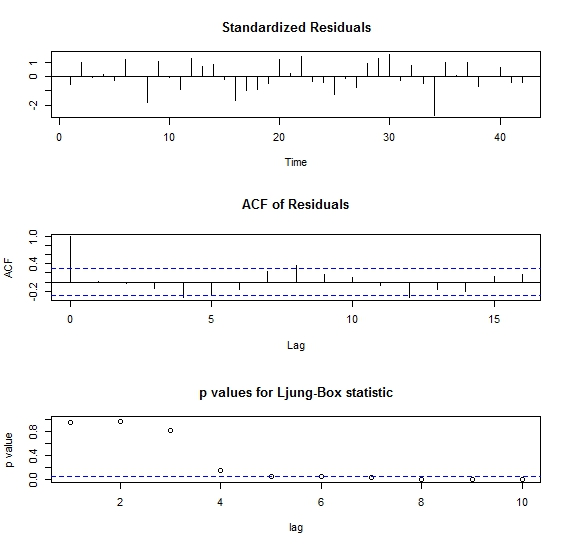 Standardized Residuals
1
0
-2
0 10 20 30 40
Time
ACF of Residuals
ACF
1.0
0.4
-0.2
0 5 10 15
Lag
p values for Ljung-Box statistic
p value
0.8
0.4
0.0
2 4 6 8 10
lag